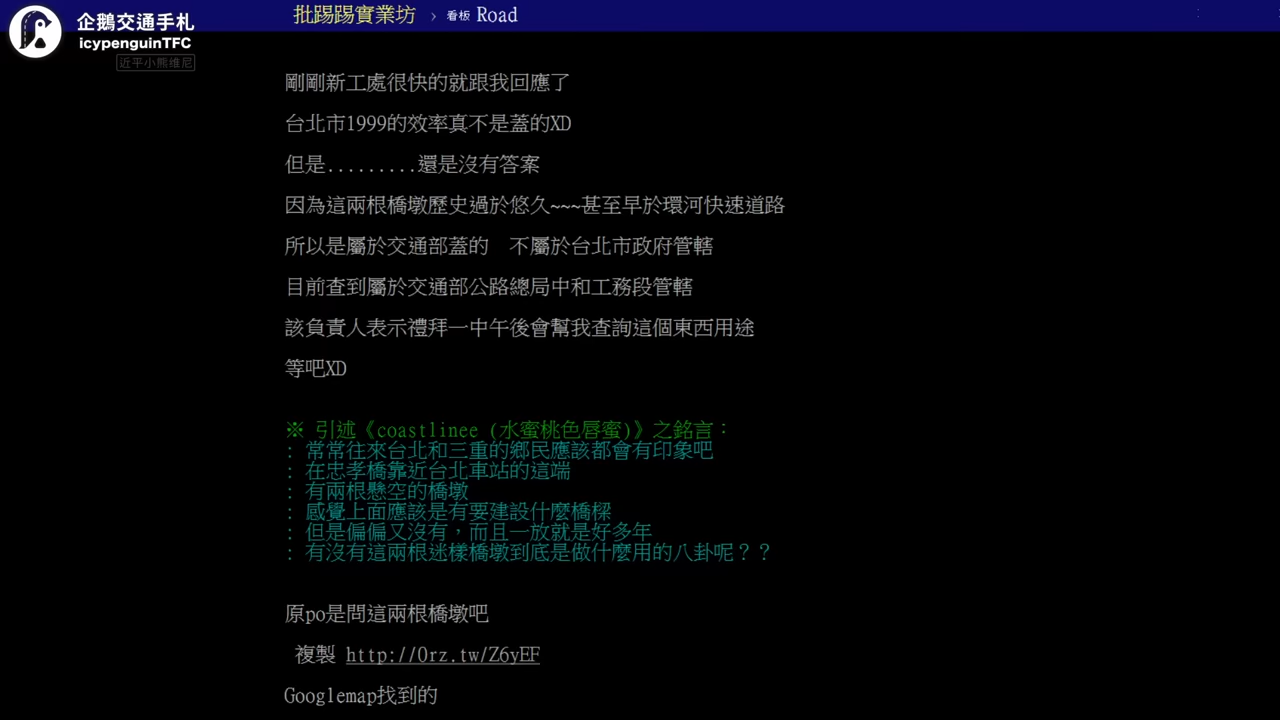 企鵝交通手札
icypenguinTFC
近平小熊维尼
批踢踢實業坊 › 看板 Road
剛剛新工處很快的就跟我回應了
台北市1999的效率真不是蓋的XD
但是.........還是沒有答案
因為這兩根橋墩歷史過於悠久~~~甚至早於環河快速道路
所以是屬於交通部蓋的　不屬於台北市政府管轄
目前查到屬於交通部公路總局中和工務段管轄
該負責人表示禮拜一中午後會幫我查詢這個東西用途
等吧XD
※ 引述《coastlinee (水蜜桃色唇蜜)》之銘言：
: 常常往來台北和三重的鄉民應該都會有印象吧
: 在忠孝橋靠近台北車站的這端
: 有兩根懸空的橋墩
: 感覺上面應該是有要建設什麼橋樑
: 但是偏偏又沒有，而且一放就是好多年
: 有沒有這兩根迷樣橋墩到底是做什麼用的八卦呢？？
原po是問這兩根橋墩吧
複製 http://0rz.tw/Z6yEF
Googlemap找到的